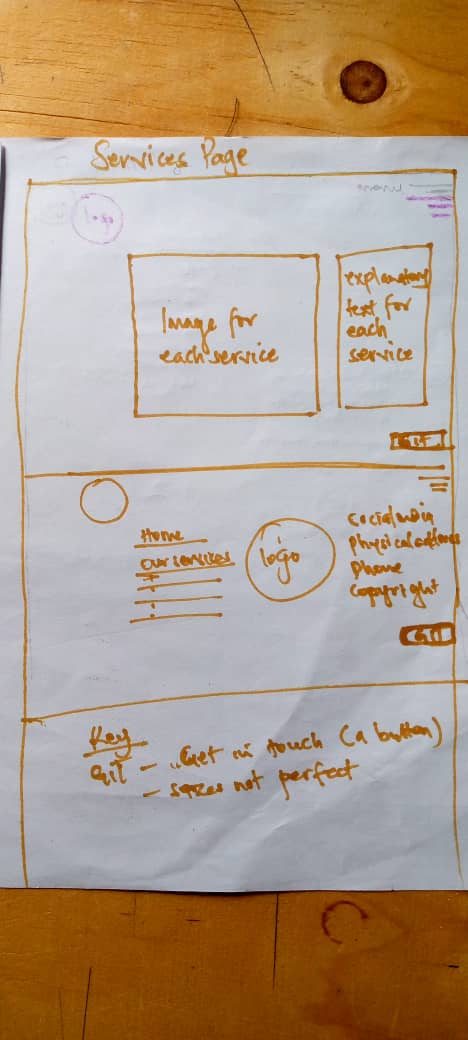 Services Page
logo
menu
Image for
each service
explanatory
text for
each
service
GIT
Home
our services
logo
social media
physical address
phone
copyright
GIT
Key
GIT - Get in touch (a button)
- sizes not perfect